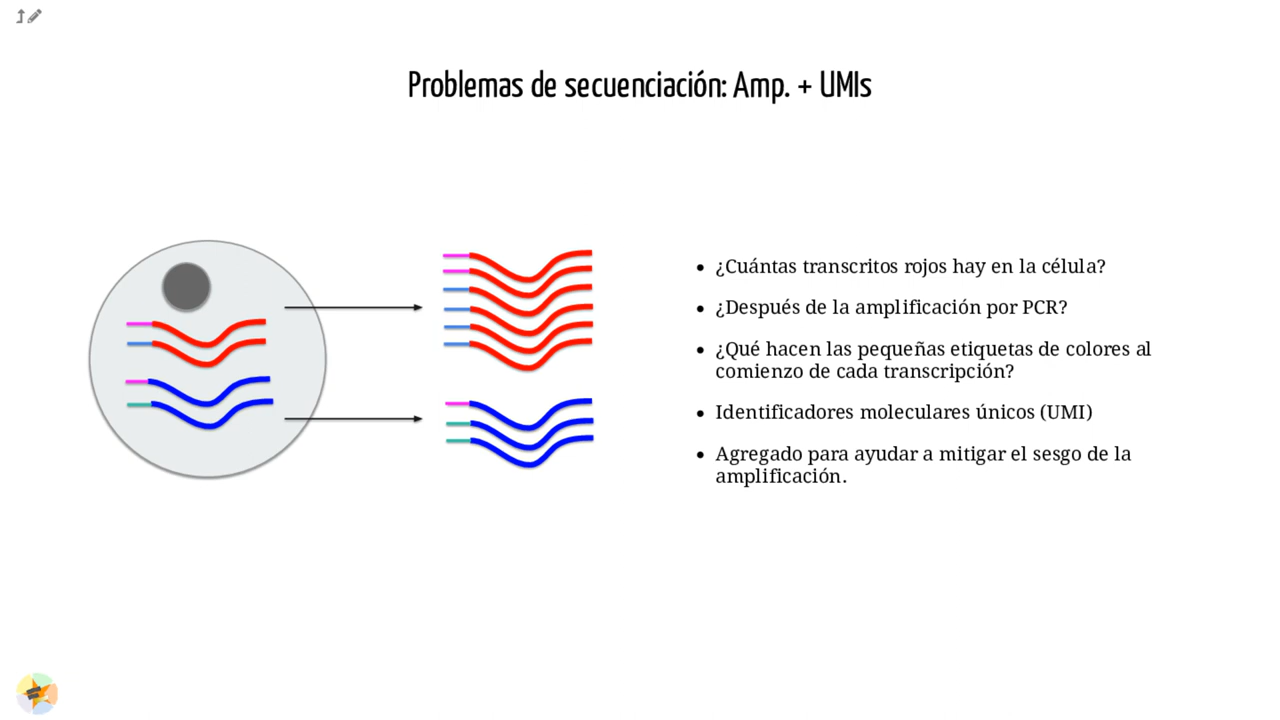 Problemas de secuenciación: Amp. + UMIs
• ¿Cuántas transcritos rojos hay en la célula?
• ¿Después de la amplificación por PCR?
• ¿Qué hacen las pequeñas etiquetas de colores al
comienzo de cada transcripción?
• Identificadores moleculares únicos (UMI)
• Agregado para ayudar a mitigar el sesgo de la
amplificación.